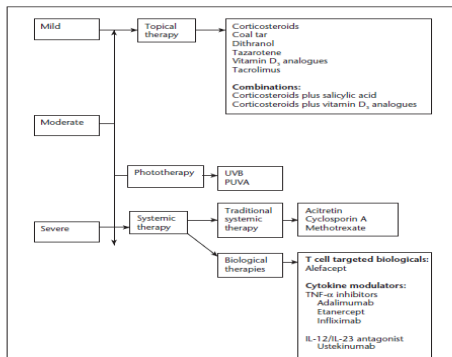 Mild
Topical therapy
Corticosteroids
Coal tar
Dithranol
Tazarotene
Vitamin D₃ analogues
Tacrolimus
Combinations:
Corticosteroids plus salicylic acid
Corticosteroids plus vitamin D₃ analogues
Moderate
Phototherapy
UVB
PUVA
Severe
Systemic
therapy
Traditional
systemic
therapy
Acitretin
Cyclosporin A
Methotrexate
Biological
therapies
T cell targeted biologicals:
Alefacept
Cytokine modulators:
TNF-α inhibitors
Adalimumab
Etanercept
Infliximab
IL-12/IL-23 antagonist
Ustekinumab